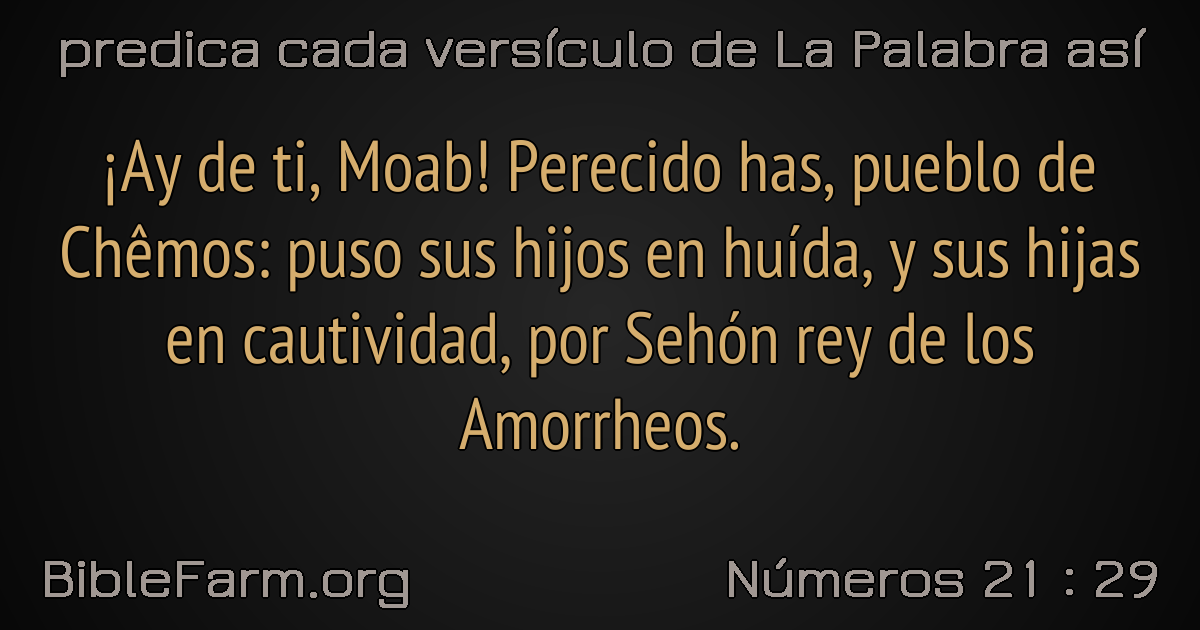 predica cada versículo de La Palabra así
¡Ay de ti, Moab! Perecido has, pueblo de
Chêmos: puso sus hijos en huída, y sus hijas
en cautividad, por Sehón rey de los
Amorrheos.
BibleFarm.org
Números 21 : 29